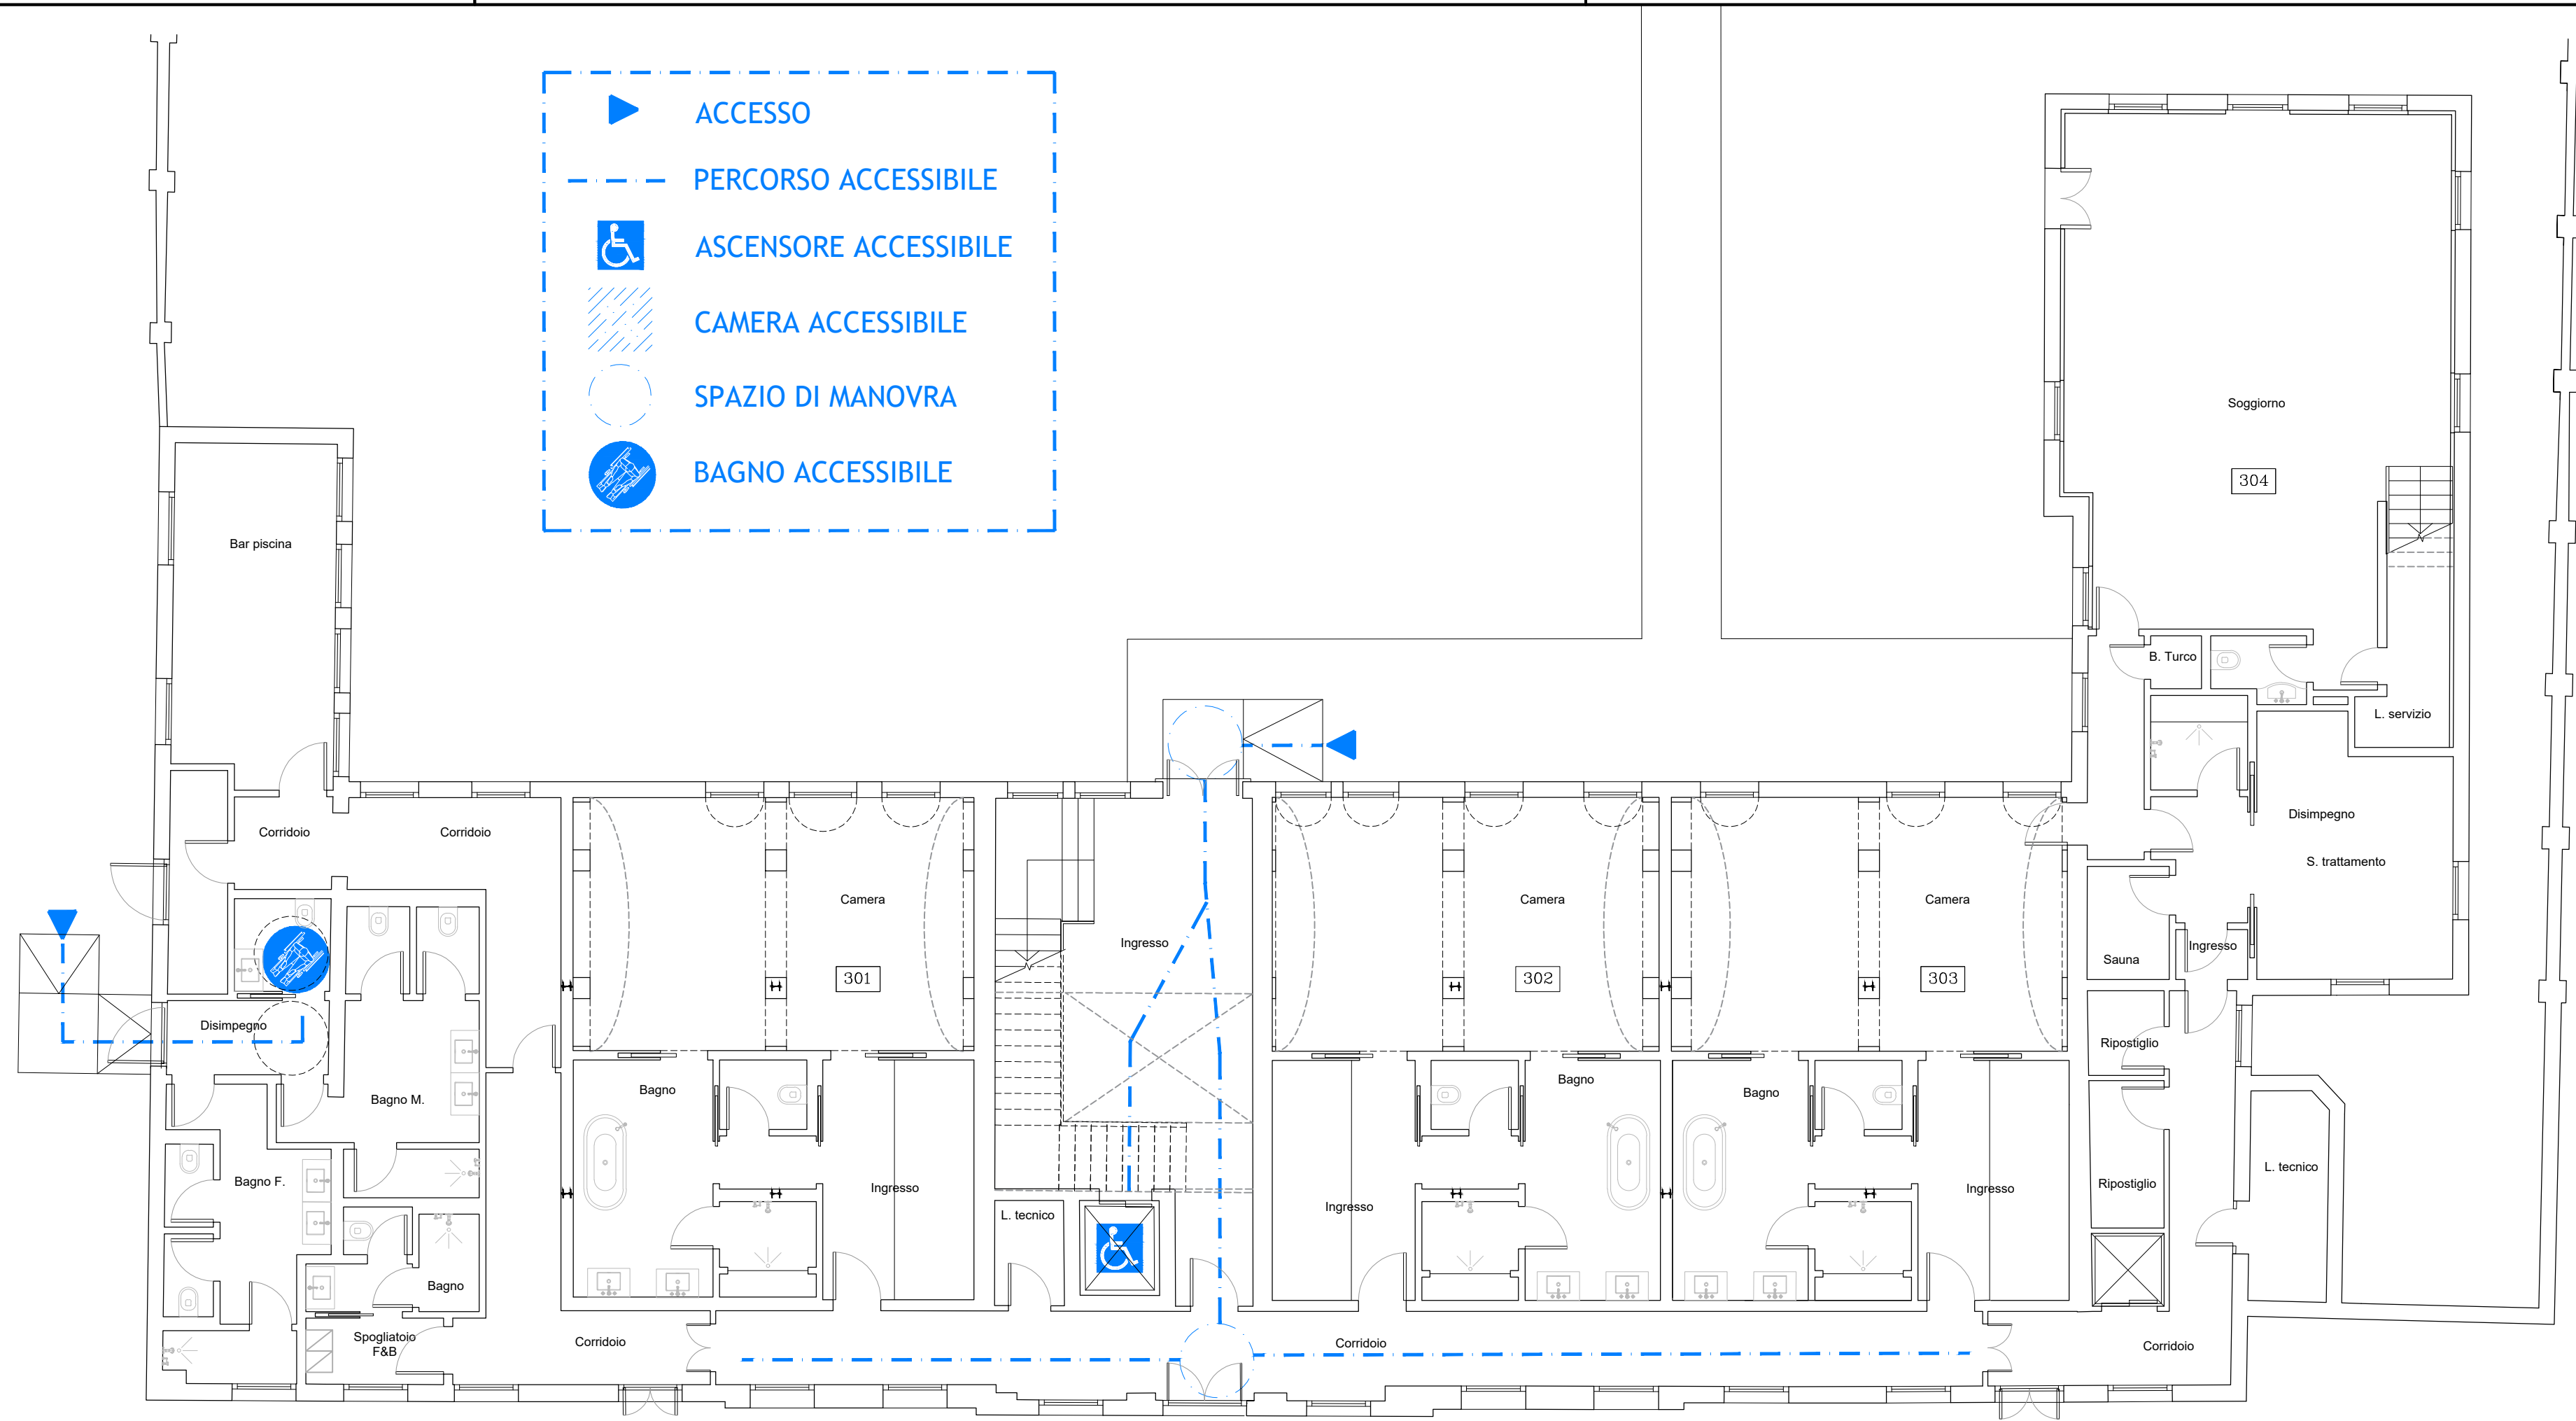 ACCESSO
PERCORSO ACCESSIBILE
ASCENSORE ACCESSIBILE
CAMERA ACCESSIBILE
SPAZIO DI MANOVRA
BAGNO ACCESSIBILE
Soggiorno
304
Bar piscina
B. Turco
L. servizio
Corridoio
Corridoio
Disimpegno
S. trattamento
Camera
Camera
Camera
Ingresso
Ingresso
Sauna
301
302
303
Disimpegno
Ripostiglio
Bagno
Bagno
Bagno
Bagno M.
L. tecnico
Bagno F.
Ingresso
Ingresso
Ingresso
Ripostiglio
L. tecnico
Bagno
Spogliatoio
F&B
Corridoio
Corridoio
Corridoio